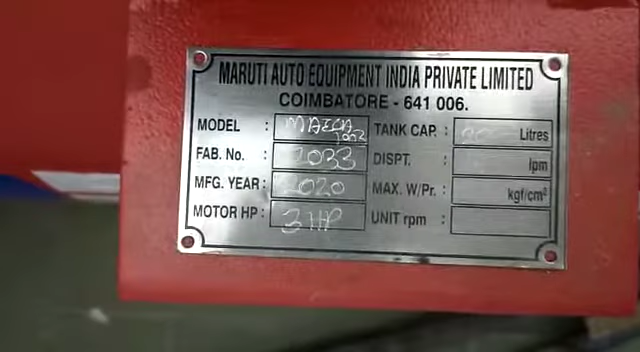 MARUTI AUTO EQUIPMENT INDIA PRIVATE LIMITED
COIMBATORE - 641 006.
MODEL : TANK CAP. : Litres
FAB. No. : 2033 DISPT. : lpm
MFG. YEAR : 2020 MAX. W/Pr. : kgf/cm²
MOTOR HP : 3 HP UNIT rpm :